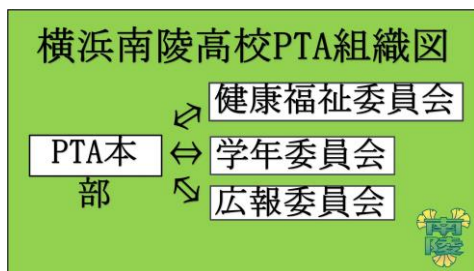 横浜南陵高校PTA組織図
健康福祉委員会
PTA本
部
学年委員会
広報委員会
南
陵